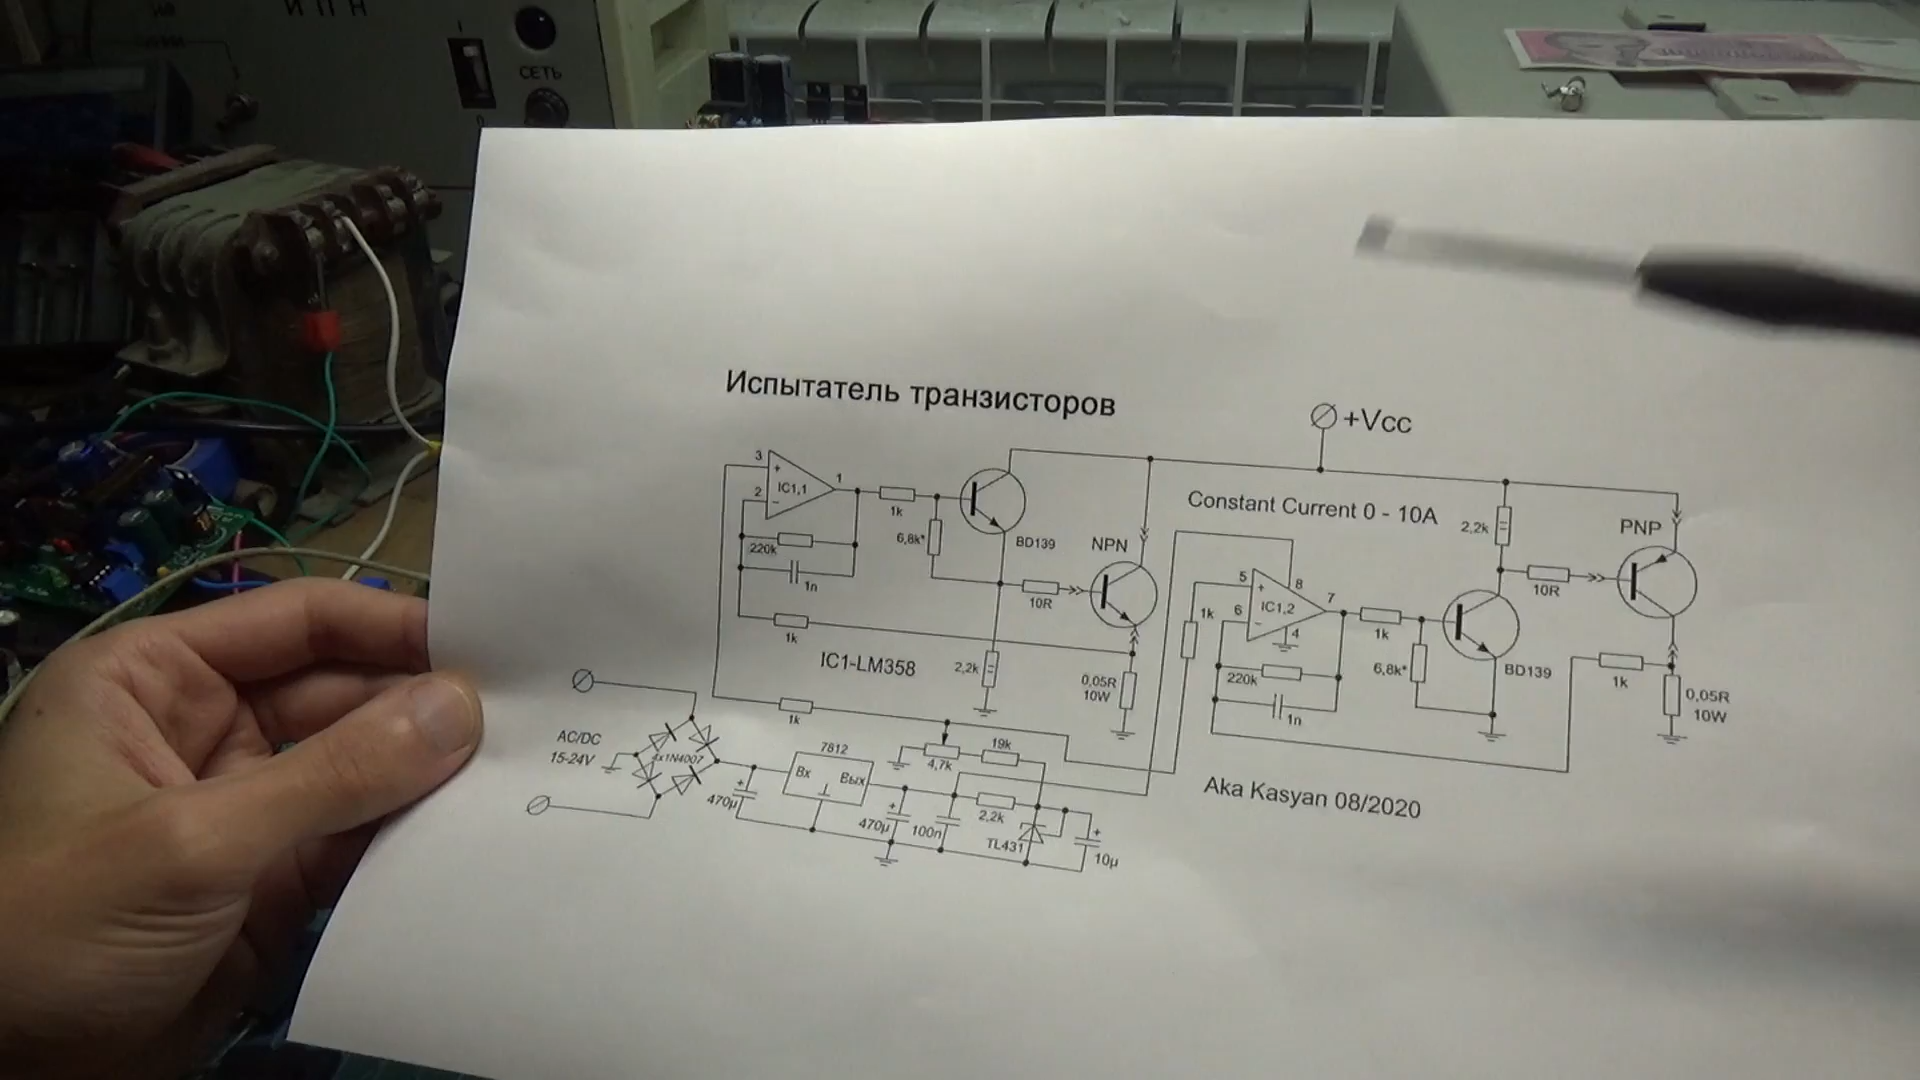 И П Н
СЕТЬ
Испытатель транзисторов
+Vcc
3
+
2
−
IC1,1
1
1k
6,8k*
BD139
220k
1n
1k
IC1-LM358
2,2k
10R
NPN
0,05R
10W
Constant Current 0 - 10A
5
+
6
−
IC1,2
8
4
7
1k
1k
6,8k*
220k
1n
BD139
2,2k
10R
PNP
1k
0,05R
10W
1k
AC/DC
15-24V
4x1N4007
470µ
7812
Вх
Вых
470µ
100n
4,7k
19k
2,2k
TL431
10µ
Aka Kasyan 08/2020